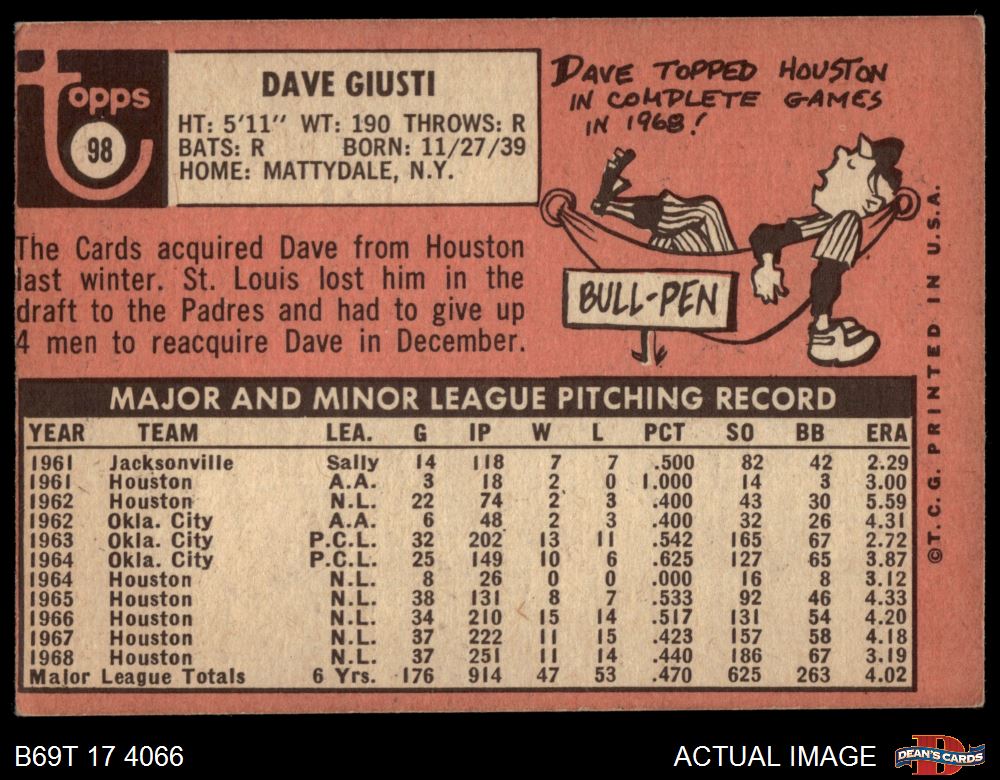 Topps
98
DAVE GIUSTI
HT: 5'11" WT: 190 THROWS: R
BATS: R BORN: 11/27/39
HOME: MATTYDALE, N.Y.
DAVE TOPPED HOUSTON
IN COMPLETE GAMES
IN 1968!
BULL-PEN
The Cards acquired Dave from Houston
last winter. St. Louis lost him in the
draft to the Padres and had to give up
4 men to reacquire Dave in December.
MAJOR AND MINOR LEAGUE PITCHING RECORD
YEAR TEAM LEA. G IP W L PCT SO BB ERA
1961 Jacksonville Sally 14 118 7 7 .500 82 42 2.29
1961 Houston A.A. 3 18 2 0 1.000 14 3 3.00
1962 Houston N.L. 22 74 2 3 .400 43 30 5.59
1962 Okla. City A.A. 6 48 2 3 .400 32 26 4.31
1963 Okla. City P.C.L. 32 202 13 11 .542 165 67 2.72
1964 Okla. City P.C.L. 25 149 10 6 .625 127 65 3.87
1964 Houston N.L. 8 26 0 0 .000 16 8 3.12
1965 Houston N.L. 38 131 8 7 .533 92 46 4.33
1966 Houston N.L. 34 210 15 14 .517 131 54 4.20
1967 Houston N.L. 37 222 11 15 .423 157 58 4.18
1968 Houston N.L. 37 251 11 14 .440 186 67 3.19
Major League Totals 6 Yrs. 176 914 47 53 .470 625 263 4.02
©T.C.G. PRINTED IN U.S.A.
B69T 17 4066
ACTUAL IMAGE
D
DEAN'S CARDS